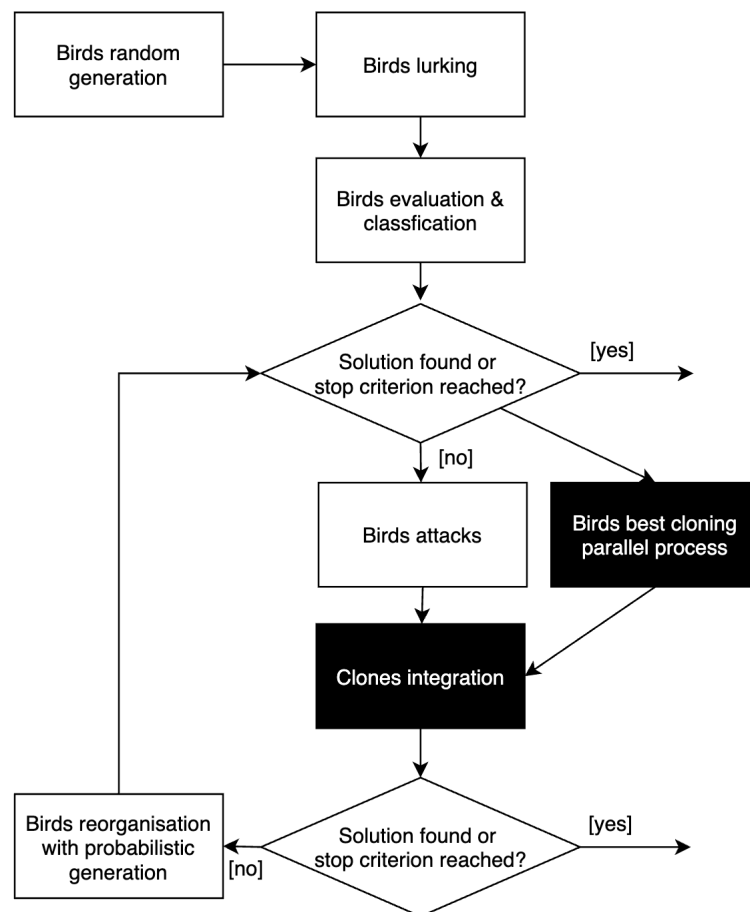 Birds random
generation
Birds lurking
Birds evaluation &
classfication
Solution found or
stop criterion reached?
[yes]
[no]
Birds attacks
Birds best cloning
parallel process
Clones integration
Solution found or
stop criterion reached?
[yes]
[no]
Birds reorganisation
with probabilistic
generation